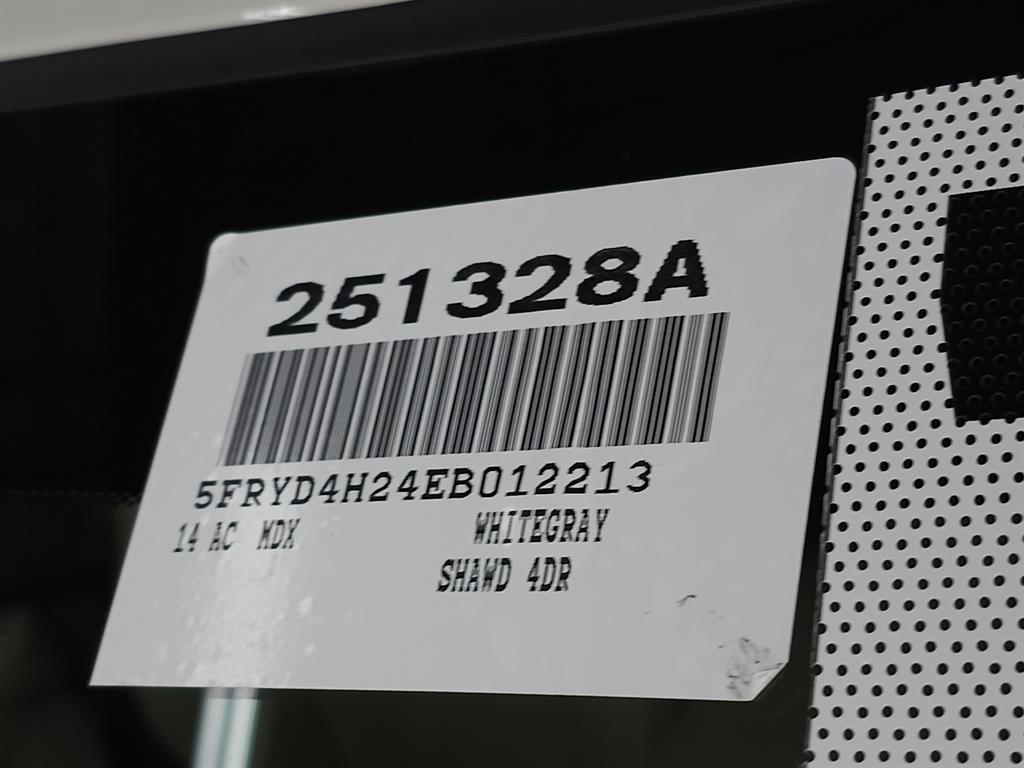 251328A
5FRYD4H24EB012213
14 AC MDX WHITEGRAY
SHAWD 4DR